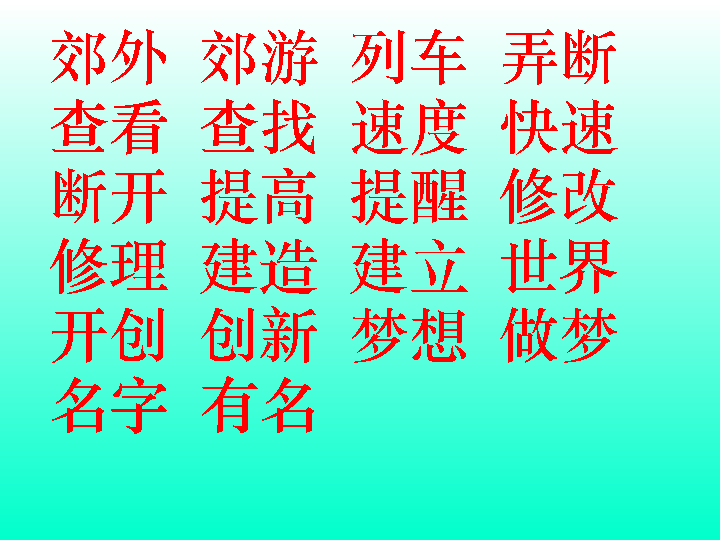 郊外 郊游 列车 弄断
查看 查找 速度 快速
断开 提高 提醒 修改
修理 建造 建立 世界
开创 创新 梦想 做梦
名字 有名